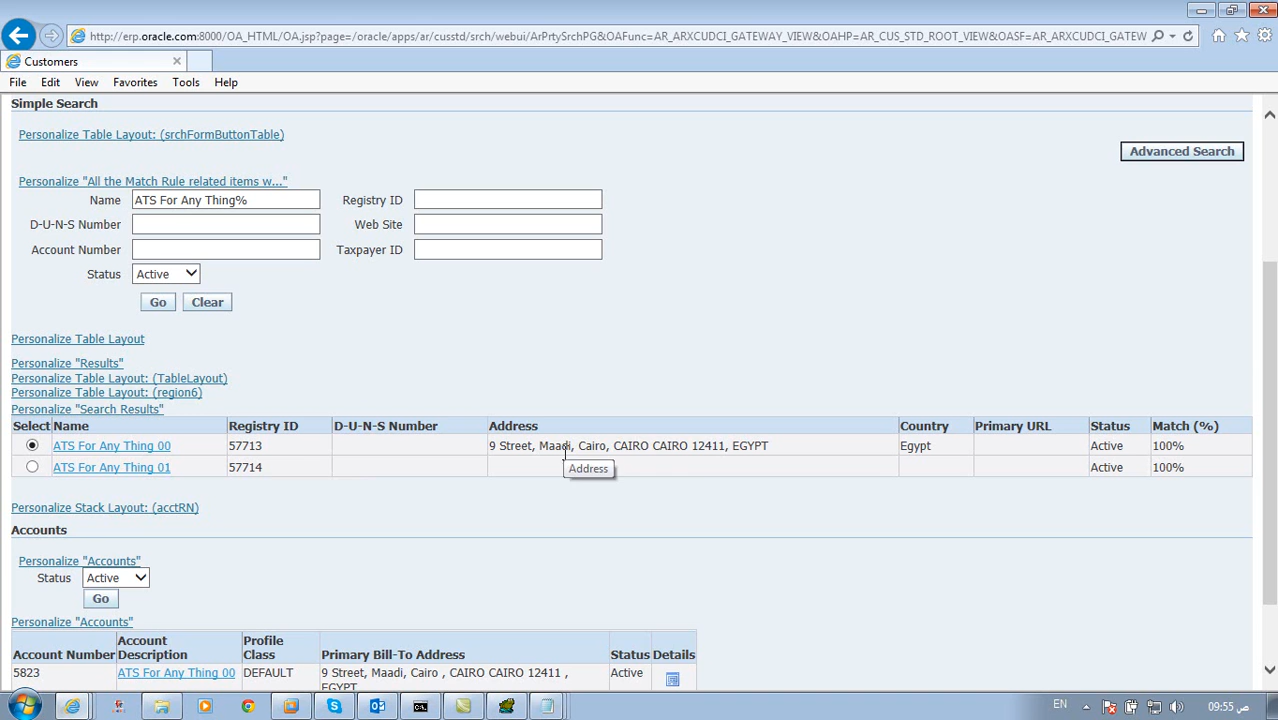 http://erp.oracle.com:8000/OA_HTML/OA.jsp?page=/oracle/apps/ar/cusstd/srch/webui/ArPrtySrchPG&OAFunc=AR_ARXCUDCI_GATEWAY_VIEW&OAHP=AR_CUS_STD_ROOT_VIEW&OASF=AR_ARXCUDCI_GATEW
Customers
File Edit View Favorites Tools Help
Simple Search
Personalize Table Layout: (srchFormButtonTable)
Advanced Search
Personalize "All the Match Rule related items w..."
Name ATS For Any Thing% Registry ID
D-U-N-S Number Web Site
Account Number Taxpayer ID
Status Active
Go Clear
Personalize Table Layout
Personalize "Results"
Personalize Table Layout: (TableLayout)
Personalize Table Layout: (region6)
Personalize "Search Results"
Select Name Registry ID D-U-N-S Number Address Country Primary URL Status Match (%)
ATS For Any Thing 00 57713 9 Street, Maadi, Cairo, CAIRO CAIRO 12411, EGYPT Egypt Active 100%
ATS For Any Thing 01 57714 Active 100%
Address
Personalize Stack Layout: (acctRN)
Accounts
Personalize "Accounts"
Status Active
Go
Personalize "Accounts"
Account Number Account Description Profile Class Primary Bill-To Address Status Details
5823 ATS For Any Thing 00 DEFAULT 9 Street, Maadi, Cairo , CAIRO CAIRO 12411 , Active
EGYPT
EN 09:55 ص